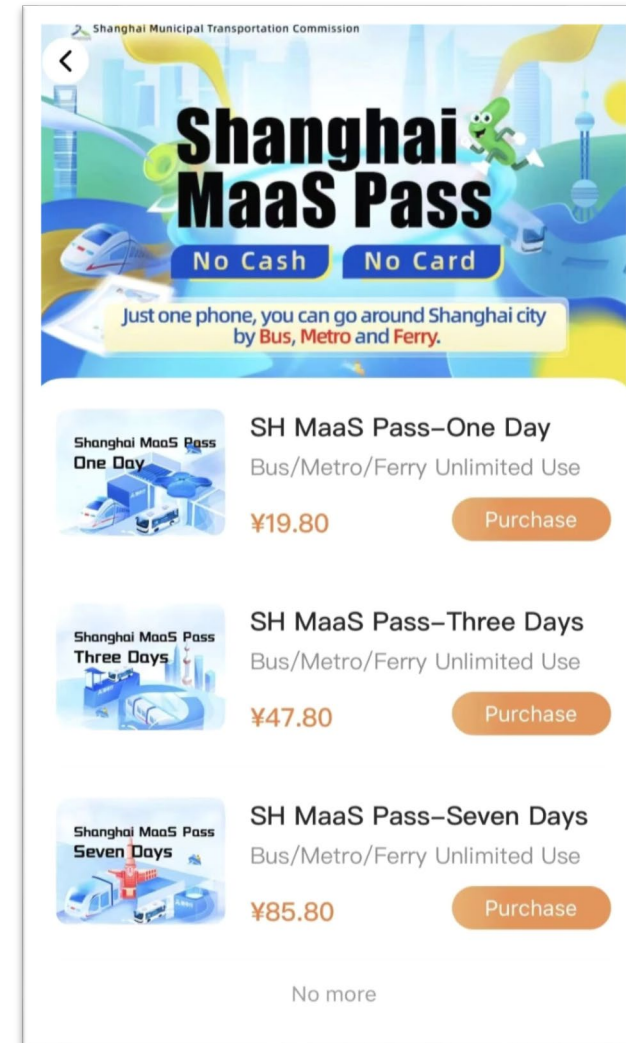 Shanghai Municipal Transportation Commission
Shanghai
MaaS Pass
No Cash
No Card
Just one phone, you can go around Shanghai city
by Bus, Metro and Ferry.
Shanghai MaaS Pass
One Day
SH MaaS Pass–One Day
Bus/Metro/Ferry Unlimited Use
¥19.80
Purchase
Shanghai MaaS Pass
Three Days
SH MaaS Pass–Three Days
Bus/Metro/Ferry Unlimited Use
¥47.80
Purchase
Shanghai MaaS Pass
Seven Days
SH MaaS Pass–Seven Days
Bus/Metro/Ferry Unlimited Use
¥85.80
Purchase
No more